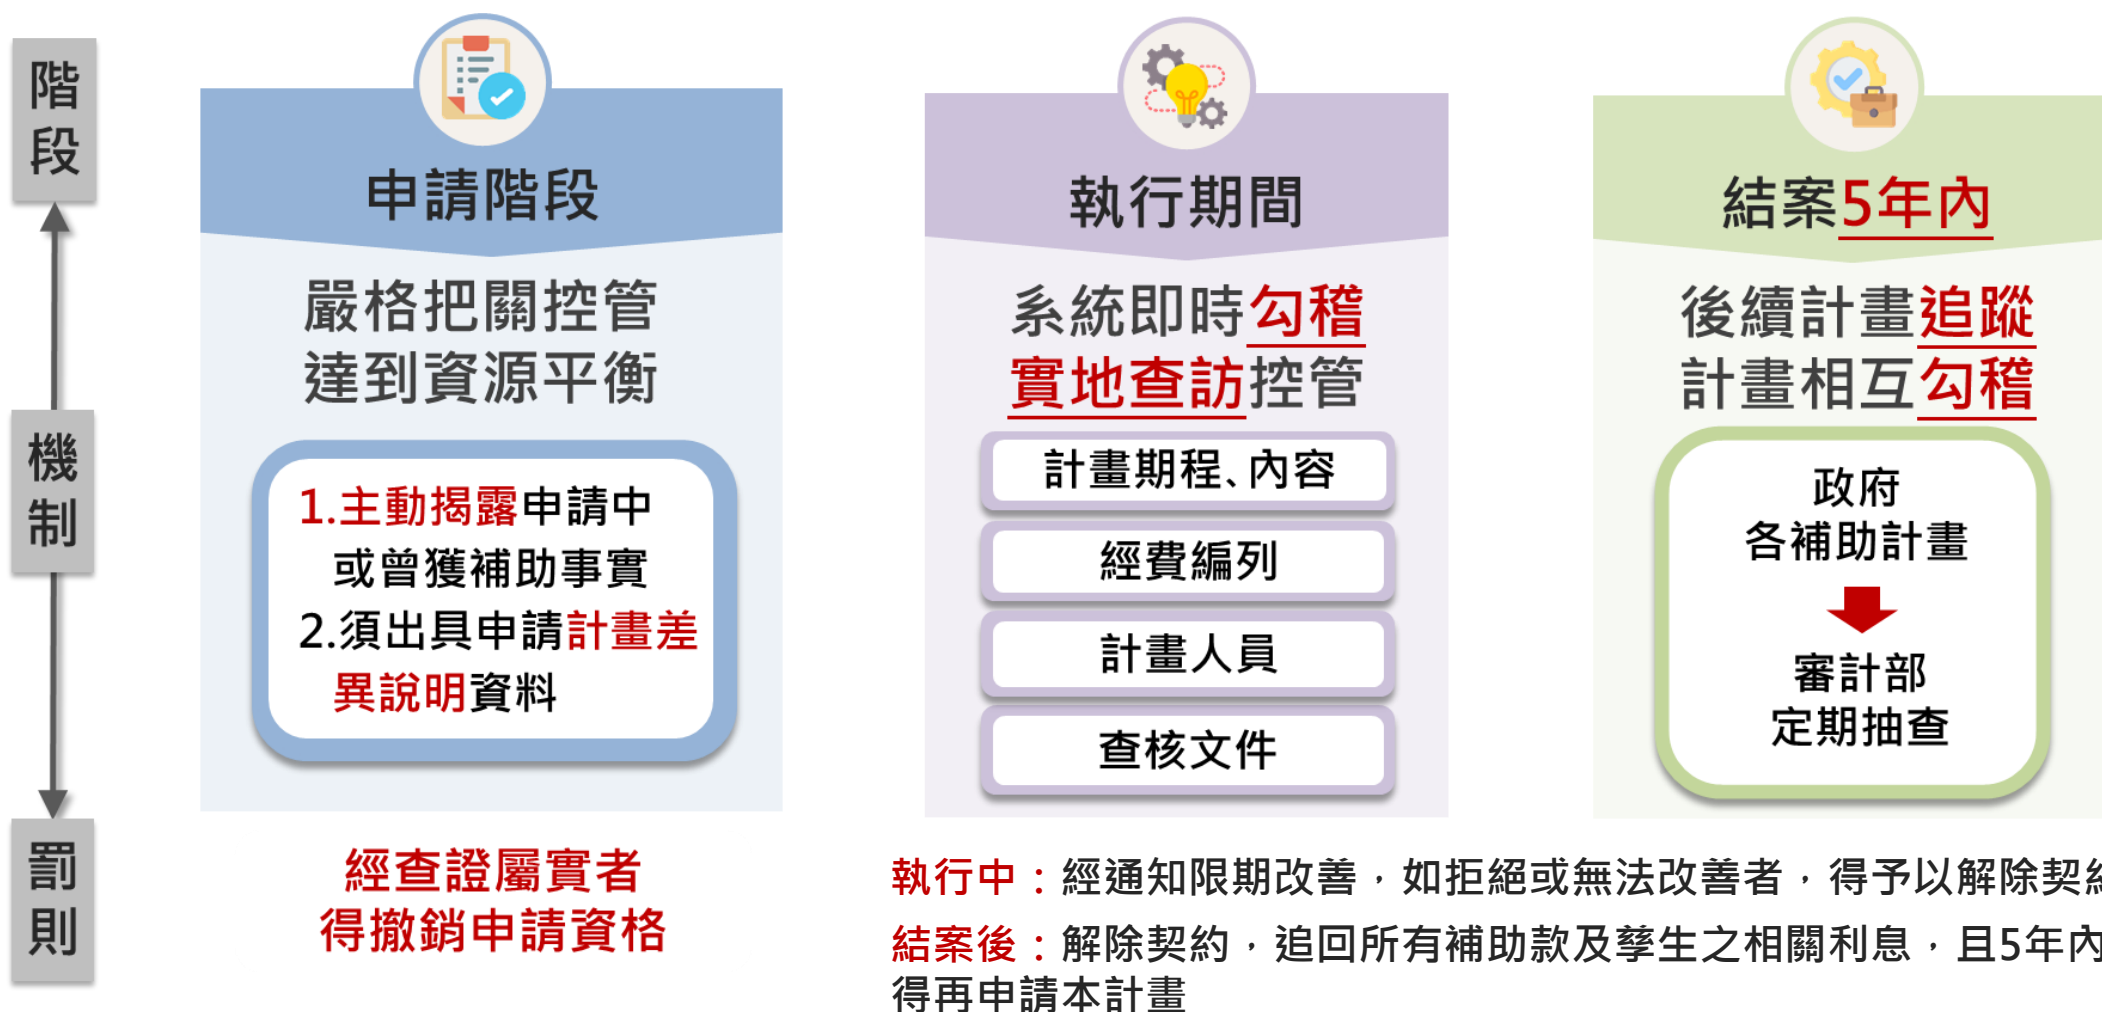 階段
機制
罰則
申請階段
嚴格把關控管
達到資源平衡
1.主動揭露申請中
或曾獲補助事實
2.須出具申請計畫差
異說明資料
經查證屬實者
得撤銷申請資格
執行期間
系統即時勾稽
實地查訪控管
計畫期程、內容
經費編列
計畫人員
查核文件
結案5年內
後續計畫追蹤
計畫相互勾稽
政府
各補助計畫
審計部
定期抽查
執行中：經通知限期改善，如拒絕或無法改善者，得予以解除契
結案後：解除契約，追回所有補助款及孳生之相關利息，且5年內
得再申請本計畫